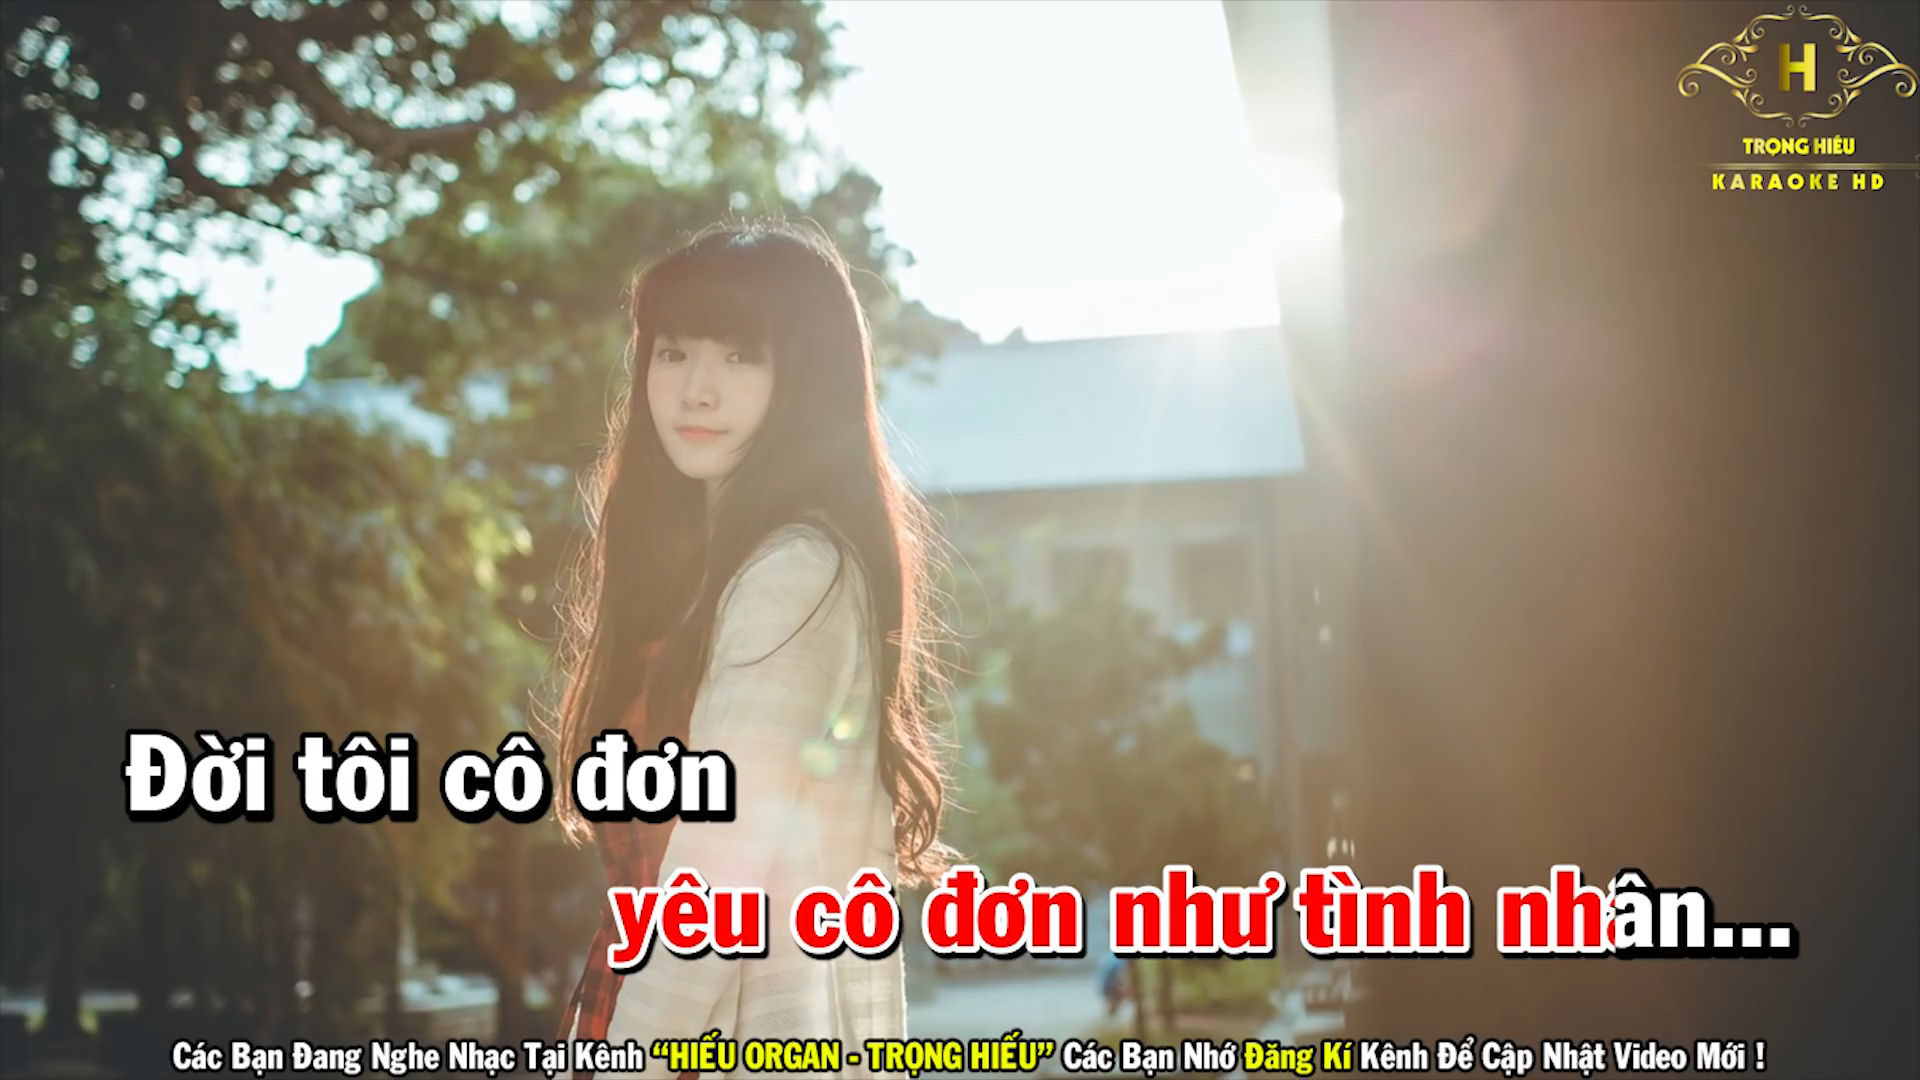 H
TRỌNG HIẾU
KARAOKE HD
Đời tôi cô đơn
yêu cô đơn như tình nhân...
Các Bạn Đang Nghe Nhạc Tại Kênh “HIẾU ORGAN - TRỌNG HIẾU” Các Bạn Nhớ Đăng Kí Kênh Để Cập Nhật Video Mới !